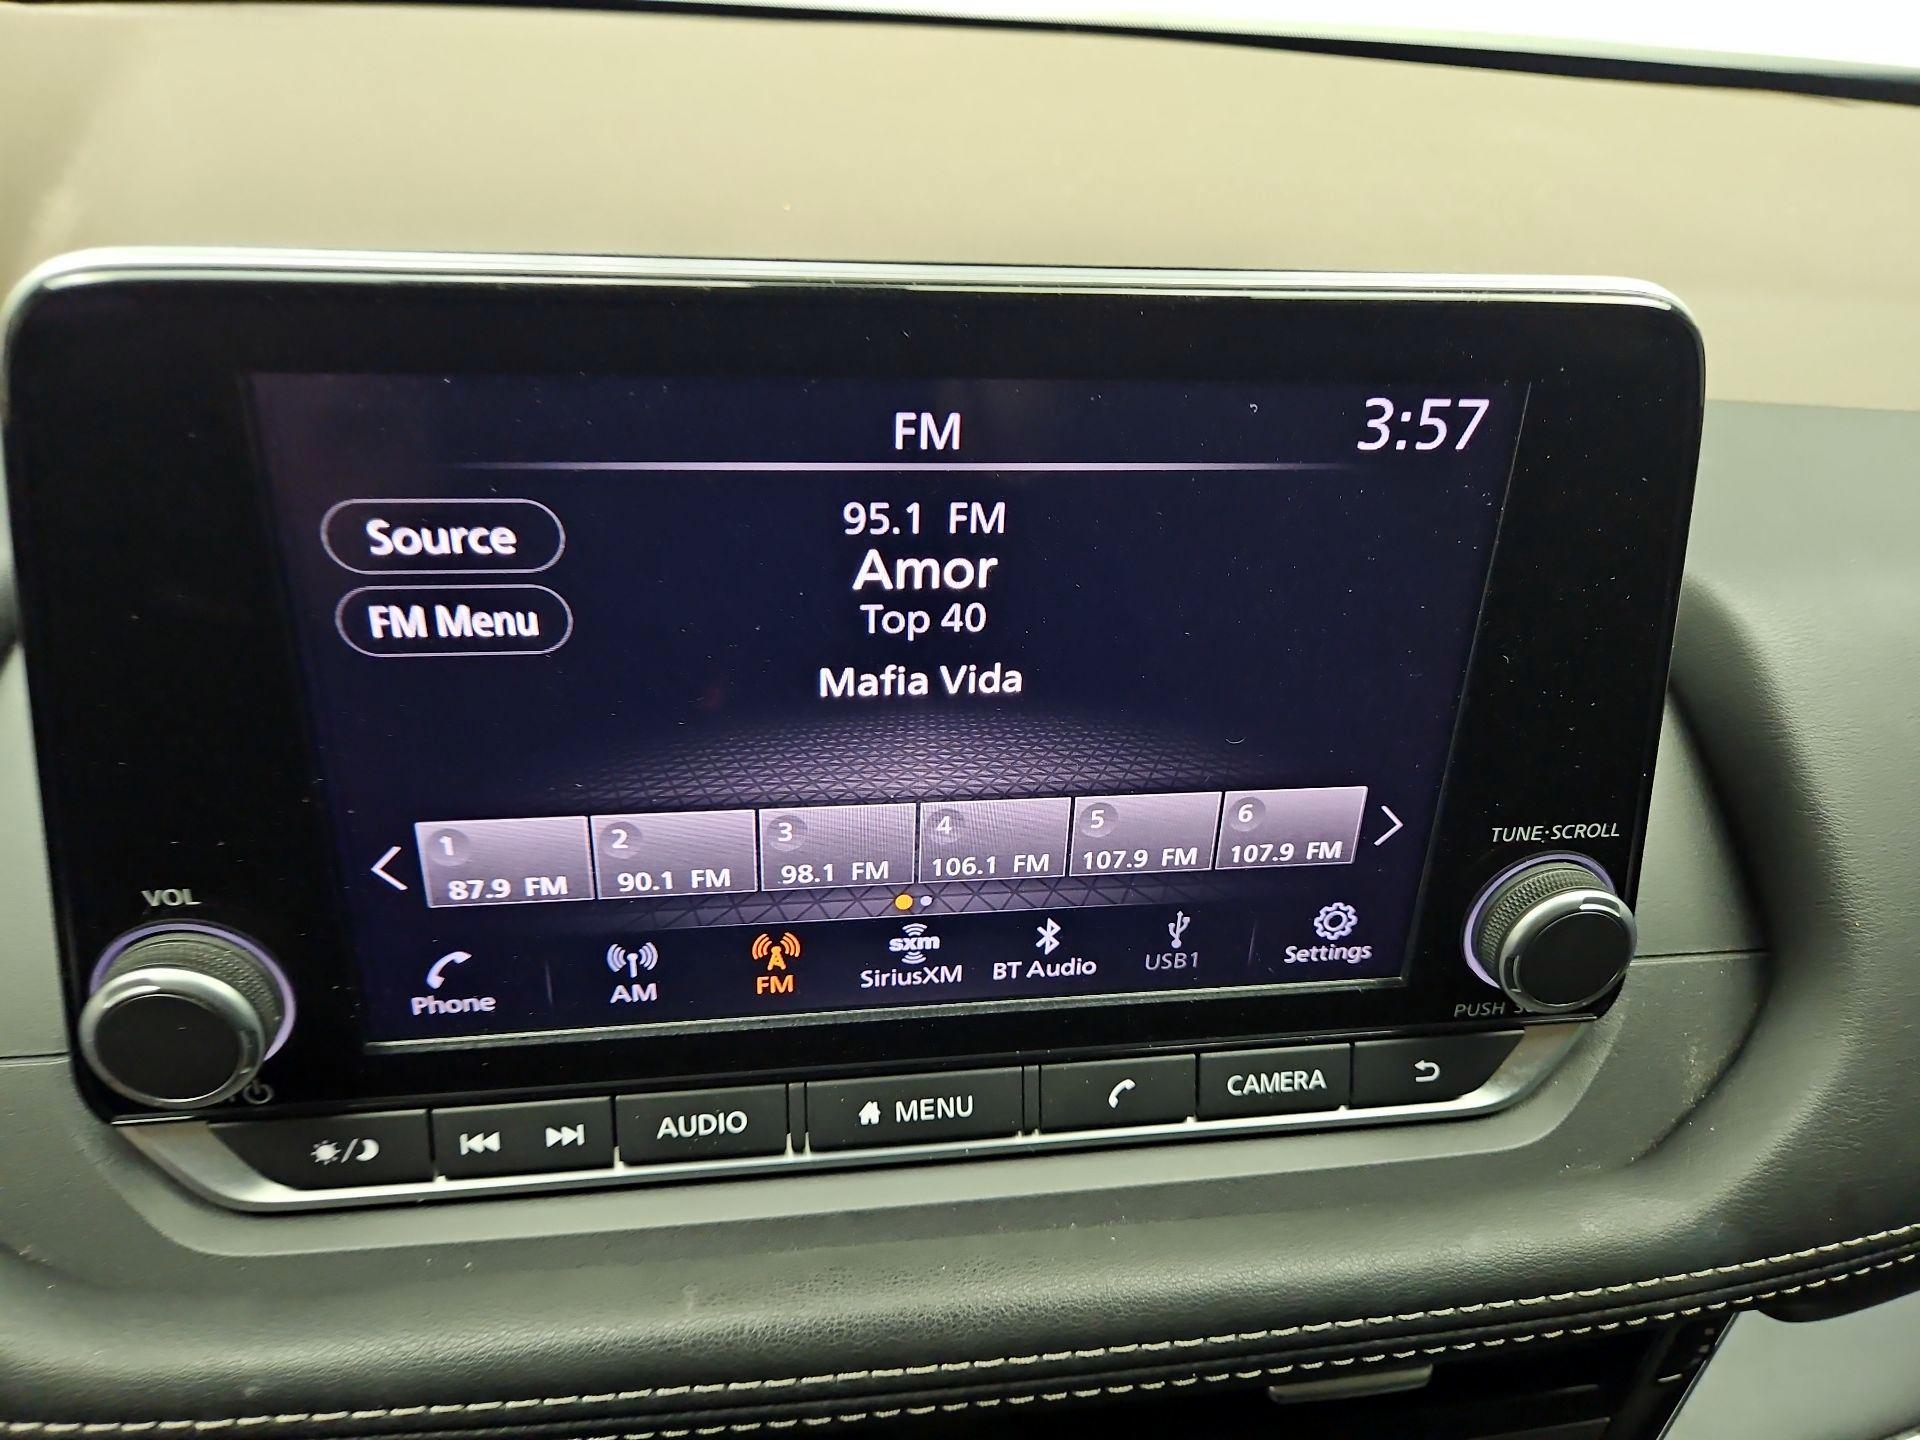 FM
3:57
Source
FM Menu
95.1 FM
Amor
Top 40
Mafia Vida
1
87.9 FM
2
90.1 FM
3
98.1 FM
4
106.1 FM
5
107.9 FM
6
107.9 FM
Phone
AM
FM
sxm
SiriusXM
BT Audio
USB1
Settings
VOL
TUNE·SCROLL
PUSH
AUDIO
MENU
CAMERA